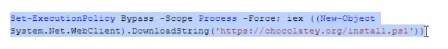 Set-ExecutionPolicy Bypass -Scope Process -Force; iex ((New-Object
System.Net.WebClient).DownloadString('https://chocolatey.org/install.ps1'))